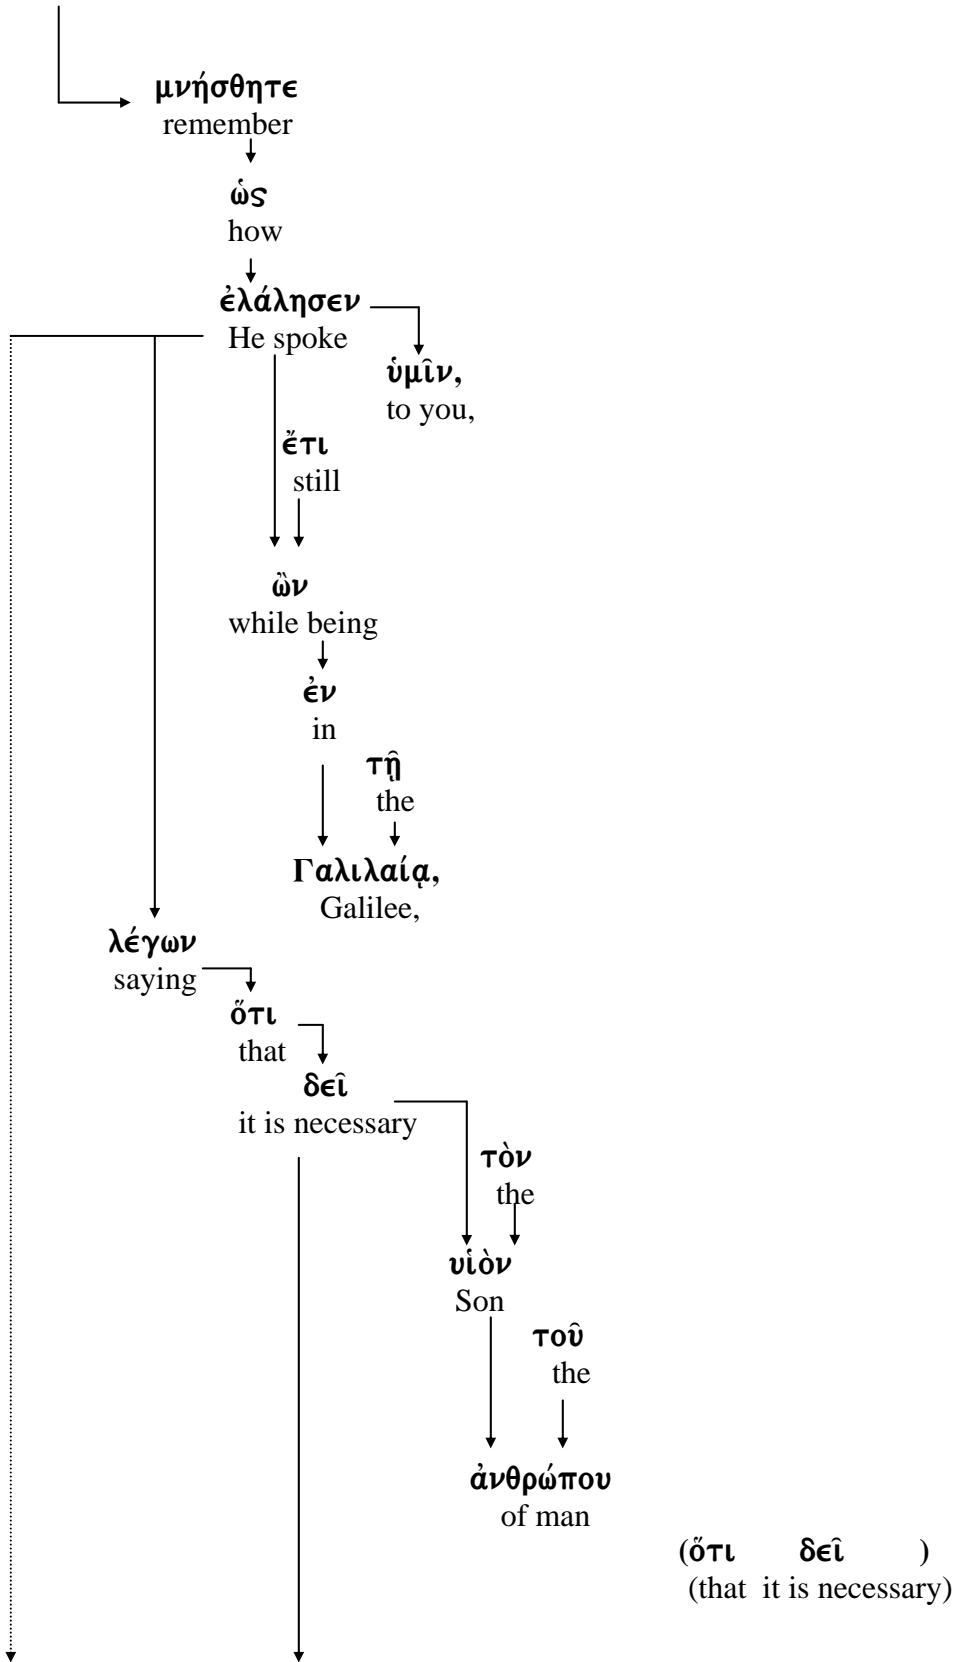 μνήσθητε
remember
ὡς
how
ἐλάλησεν
He spoke
ὑμῖν,
to you,
ἔτι
still
ὢν
while being
ἐν
in
τῇ
the
Γαλιλαίᾳ,
Galilee,
λέγων
saying
ὅτι
that
δεῖ
it is necessary
τὸν
the
υἱὸν
Son
τοῦ
the
ἀνθρώπου
of man
(ὅτι δεῖ )
(that it is necessary)